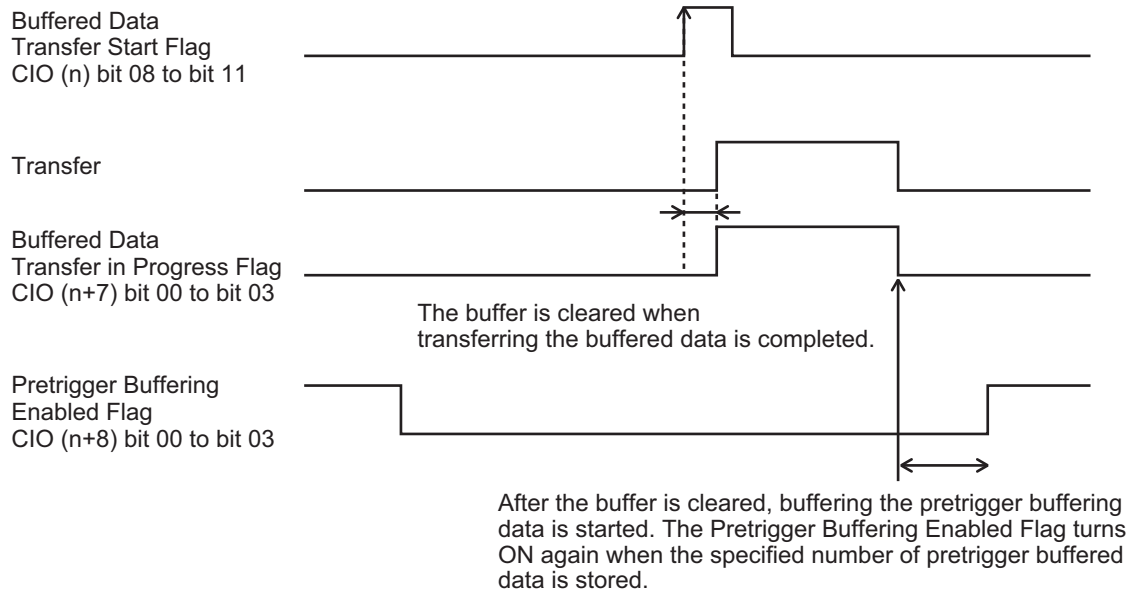 Buffered Data
Transfer Start Flag
CIO (n) bit 08 to bit 11
Transfer
Buffered Data
Transfer in Progress Flag
CIO (n+7) bit 00 to bit 03
The buffer is cleared when
transferring the buffered data is completed.
Pretrigger Buffering
Enabled Flag
CIO (n+8) bit 00 to bit 03
After the buffer is cleared, buffering the pretrigger buffering
data is started. The Pretrigger Buffering Enabled Flag turns
ON again when the specified number of pretrigger buffered
data is stored.